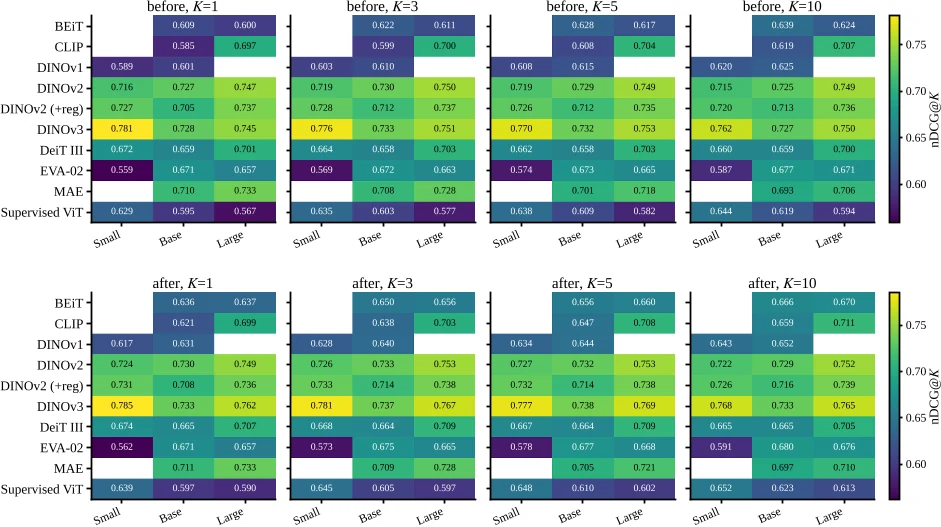 before, K=1 before, K=3 before, K=5 before, K=10
BEiT 0.609 0.600 0.622 0.611 0.628 0.617 0.639 0.624
CLIP 0.585 0.697 0.599 0.700 0.608 0.704 0.619 0.707
DINOv1 0.589 0.601 0.603 0.610 0.608 0.615 0.620 0.625
DINOv2 0.716 0.727 0.747 0.719 0.730 0.750 0.719 0.729 0.749 0.715 0.725 0.749
DINOv2 (+reg) 0.727 0.705 0.737 0.728 0.712 0.737 0.726 0.712 0.735 0.720 0.713 0.736
DINOv3 0.781 0.728 0.745 0.776 0.733 0.751 0.770 0.732 0.753 0.762 0.727 0.750
DeiT III 0.672 0.659 0.701 0.664 0.658 0.703 0.662 0.658 0.703 0.660 0.659 0.700
EVA-02 0.559 0.671 0.657 0.569 0.672 0.663 0.574 0.673 0.665 0.587 0.677 0.671
MAE 0.710 0.733 0.708 0.728 0.701 0.718 0.693 0.706
Supervised ViT 0.629 0.595 0.567 0.635 0.603 0.577 0.638 0.609 0.582 0.644 0.619 0.594
Small Base Large Small Base Large Small Base Large Small Base Large
0.75
0.70
0.65
0.60
nDCG@K
after, K=1 after, K=3 after, K=5 after, K=10
BEiT 0.636 0.637 0.650 0.656 0.656 0.660 0.666 0.670
CLIP 0.621 0.699 0.638 0.703 0.647 0.708 0.659 0.711
DINOv1 0.617 0.631 0.628 0.640 0.634 0.644 0.643 0.652
DINOv2 0.724 0.730 0.749 0.726 0.733 0.753 0.727 0.732 0.753 0.722 0.729 0.752
DINOv2 (+reg) 0.731 0.708 0.736 0.733 0.714 0.738 0.732 0.714 0.738 0.726 0.716 0.739
DINOv3 0.785 0.733 0.762 0.781 0.737 0.767 0.777 0.738 0.769 0.768 0.733 0.765
DeiT III 0.674 0.665 0.707 0.668 0.664 0.709 0.667 0.664 0.709 0.665 0.665 0.705
EVA-02 0.562 0.671 0.657 0.573 0.675 0.665 0.578 0.677 0.668 0.591 0.680 0.676
MAE 0.711 0.733 0.709 0.728 0.705 0.721 0.697 0.710
Supervised ViT 0.639 0.597 0.590 0.645 0.605 0.597 0.648 0.610 0.602 0.652 0.623 0.613
Small Base Large Small Base Large Small Base Large Small Base Large
0.75
0.70
0.65
0.60
nDCG@K